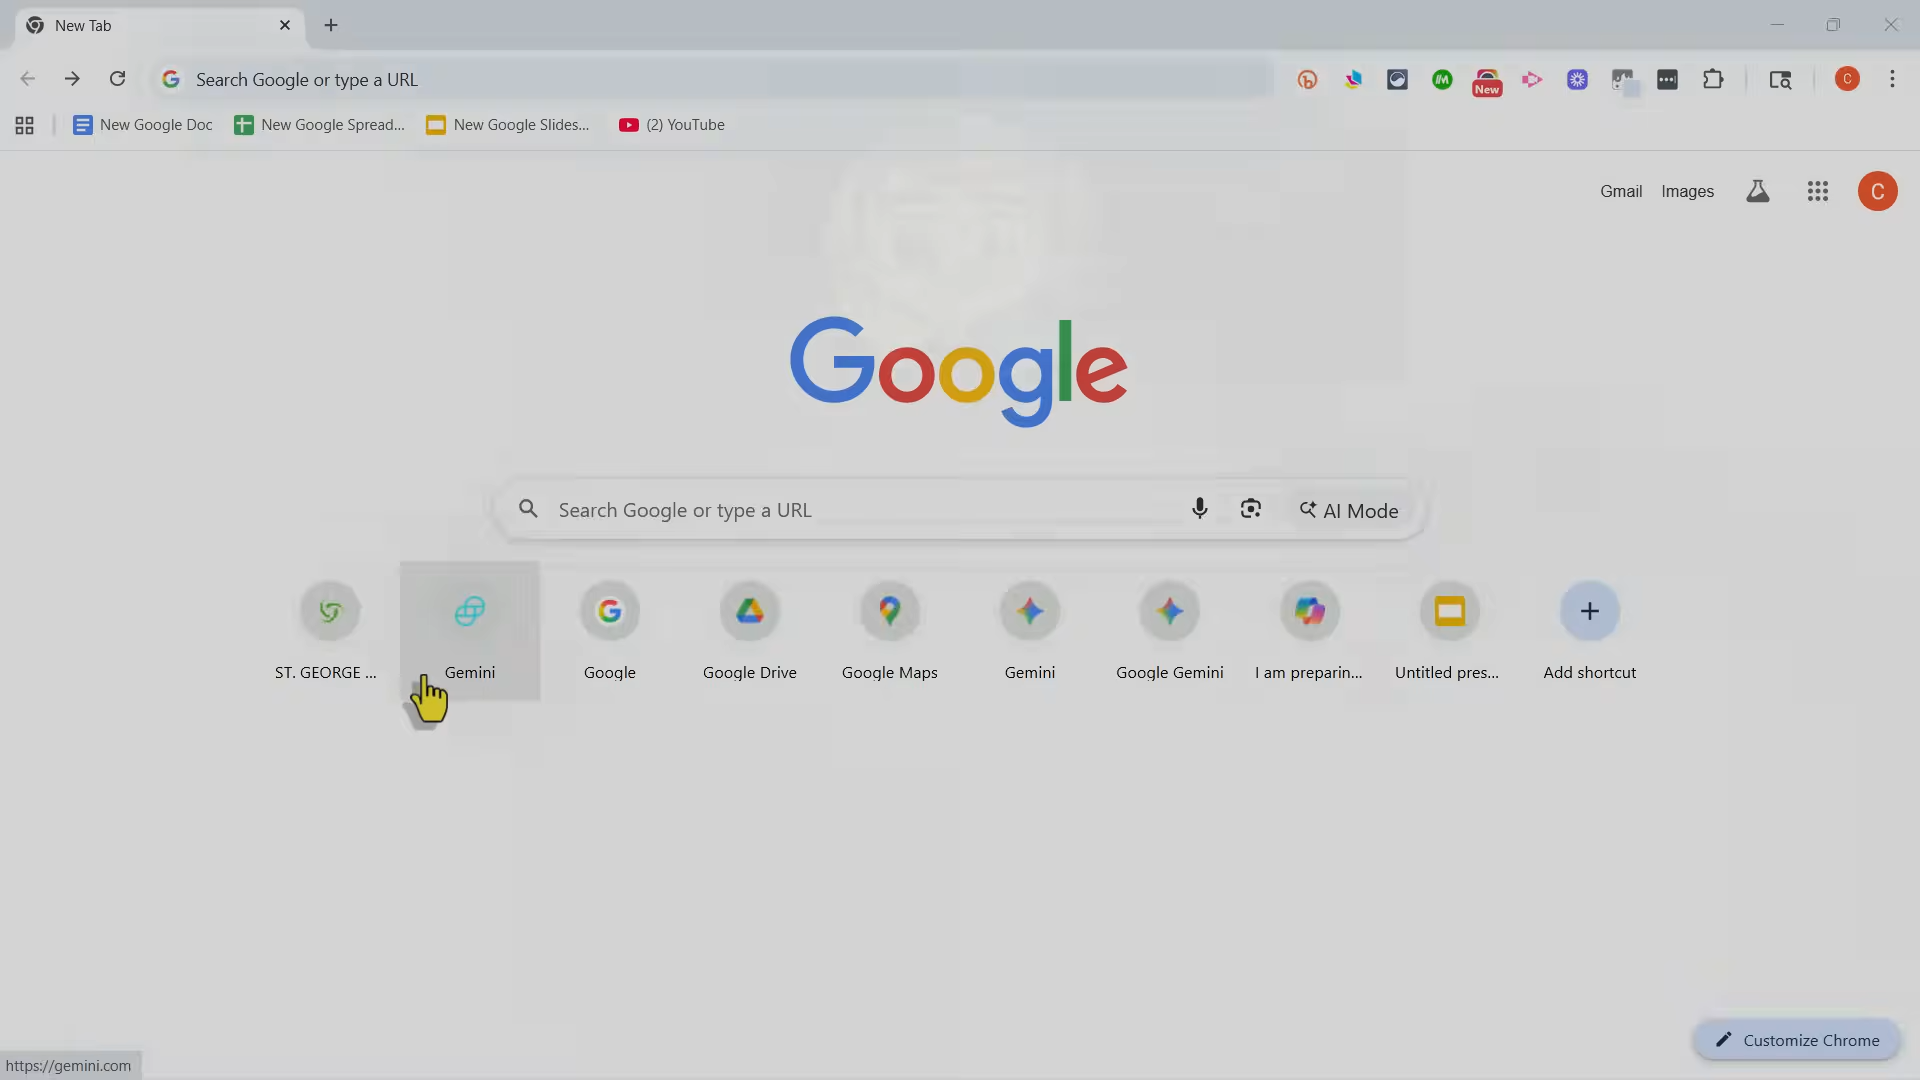 New Tab
Search Google or type a URL
New
C
New Google Doc
New Google Spread...
New Google Slides...
(2) YouTube
Gmail
Images
C
Google
Search Google or type a URL
AI Mode
ST. GEORGE ...
Gemini
Google
Google Drive
Google Maps
Gemini
Google Gemini
I am preparin...
Untitled pres...
Add shortcut
Customize Chrome
https://gemini.com